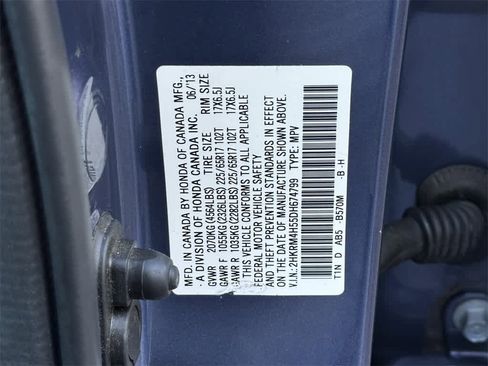 MFD. IN CANADA BY HONDA OF CANADA MFG.,
- A DIVISION OF HONDA CANADA INC. 06/13
GVWR 2070KG(4564LBS) TIRE SIZE RIM SIZE
GAWR F 1055KG(2326LBS) 225/65R17 102T 17X6.5J
GAWR R 1035KG(2282LBS) 225/65R17 102T 17X6.5J
THIS VEHICLE CONFORMS TO ALL APPLICABLE
FEDERAL MOTOR VEHICLE SAFETY
AND THEFT PREVENTION STANDARDS IN EFFECT
ON THE DATE OF MANUFACTURE SHOWN ABOVE.
V.I.N.: 2HKRM4H55DH674799 TYPE: MPV
TTN D AB5 -B570M -B -H